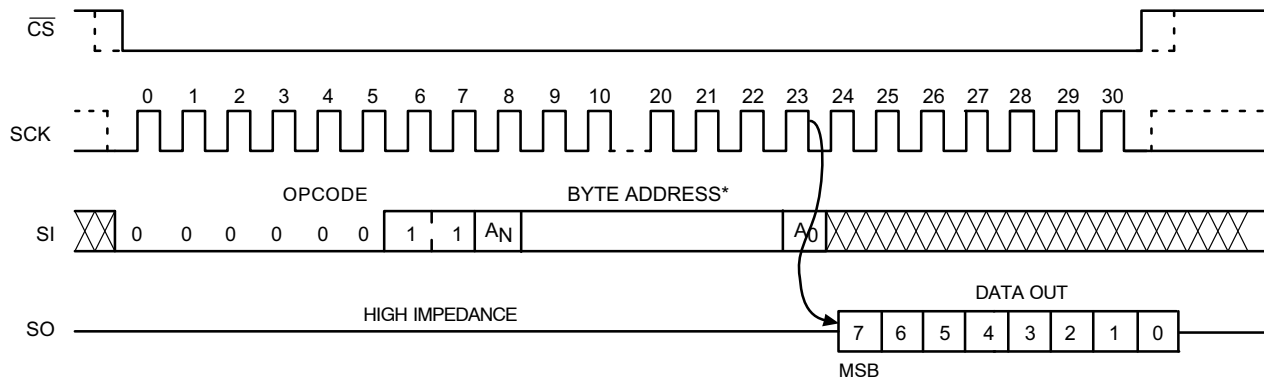 CS
0 1 2 3 4 5 6 7 8 9 10 20 21 22 23 24 25 26 27 28 29 30
SCK
OPCODE BYTE ADDRESS*
SI 0 0 0 0 0 0 1 1 AN A0
DATA OUT
HIGH IMPEDANCE
SO 7 6 5 4 3 2 1 0
MSB